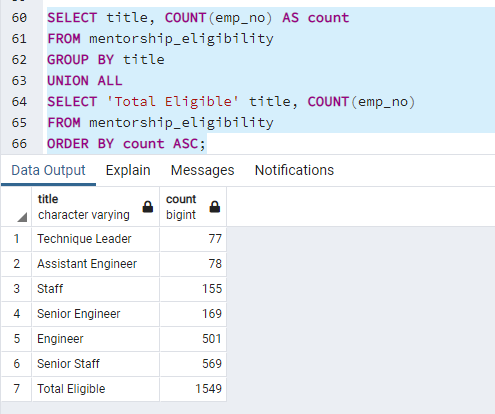 60 SELECT title, COUNT(emp_no) AS count
61 FROM mentorship_eligibility
62 GROUP BY title
63 UNION ALL
64 SELECT 'Total Eligible' title, COUNT(emp_no)
65 FROM mentorship_eligibility
66 ORDER BY count ASC;
Data Output Explain Messages Notifications
title count
character varying bigint
1 Technique Leader 77
2 Assistant Engineer 78
3 Staff 155
4 Senior Engineer 169
5 Engineer 501
6 Senior Staff 569
7 Total Eligible 1549